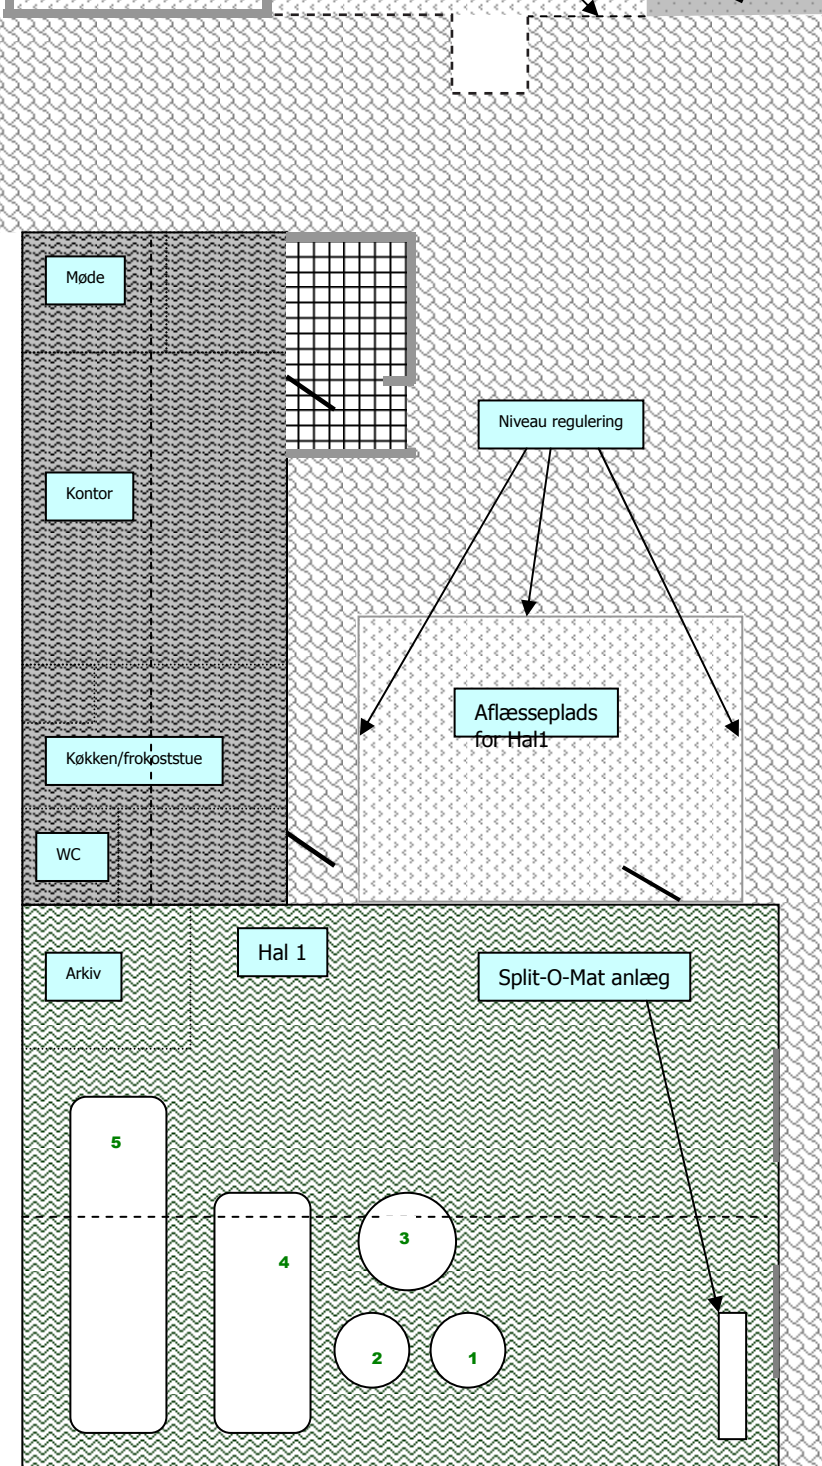 Møde
Niveau regulering
Kontor
Aflæsseplads
for Hal1
Køkken/frokoststue
WC
Hal 1
Arkiv
Split-O-Mat anlæg
5
3
4
2
1